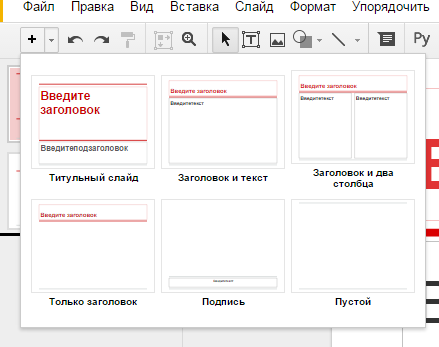 Файл Правка Вид Вставка Слайд Формат Упорядочить
Ру
Введите
заголовок
Введитеподзаголовок
Введите заголовок
Введитетекст
Введите заголовок
Введитетекст Введитетекст
Титульный слайд Заголовок и текст Заголовок и два
столбца
Введите заголовок
Только заголовок Подпись Пустой